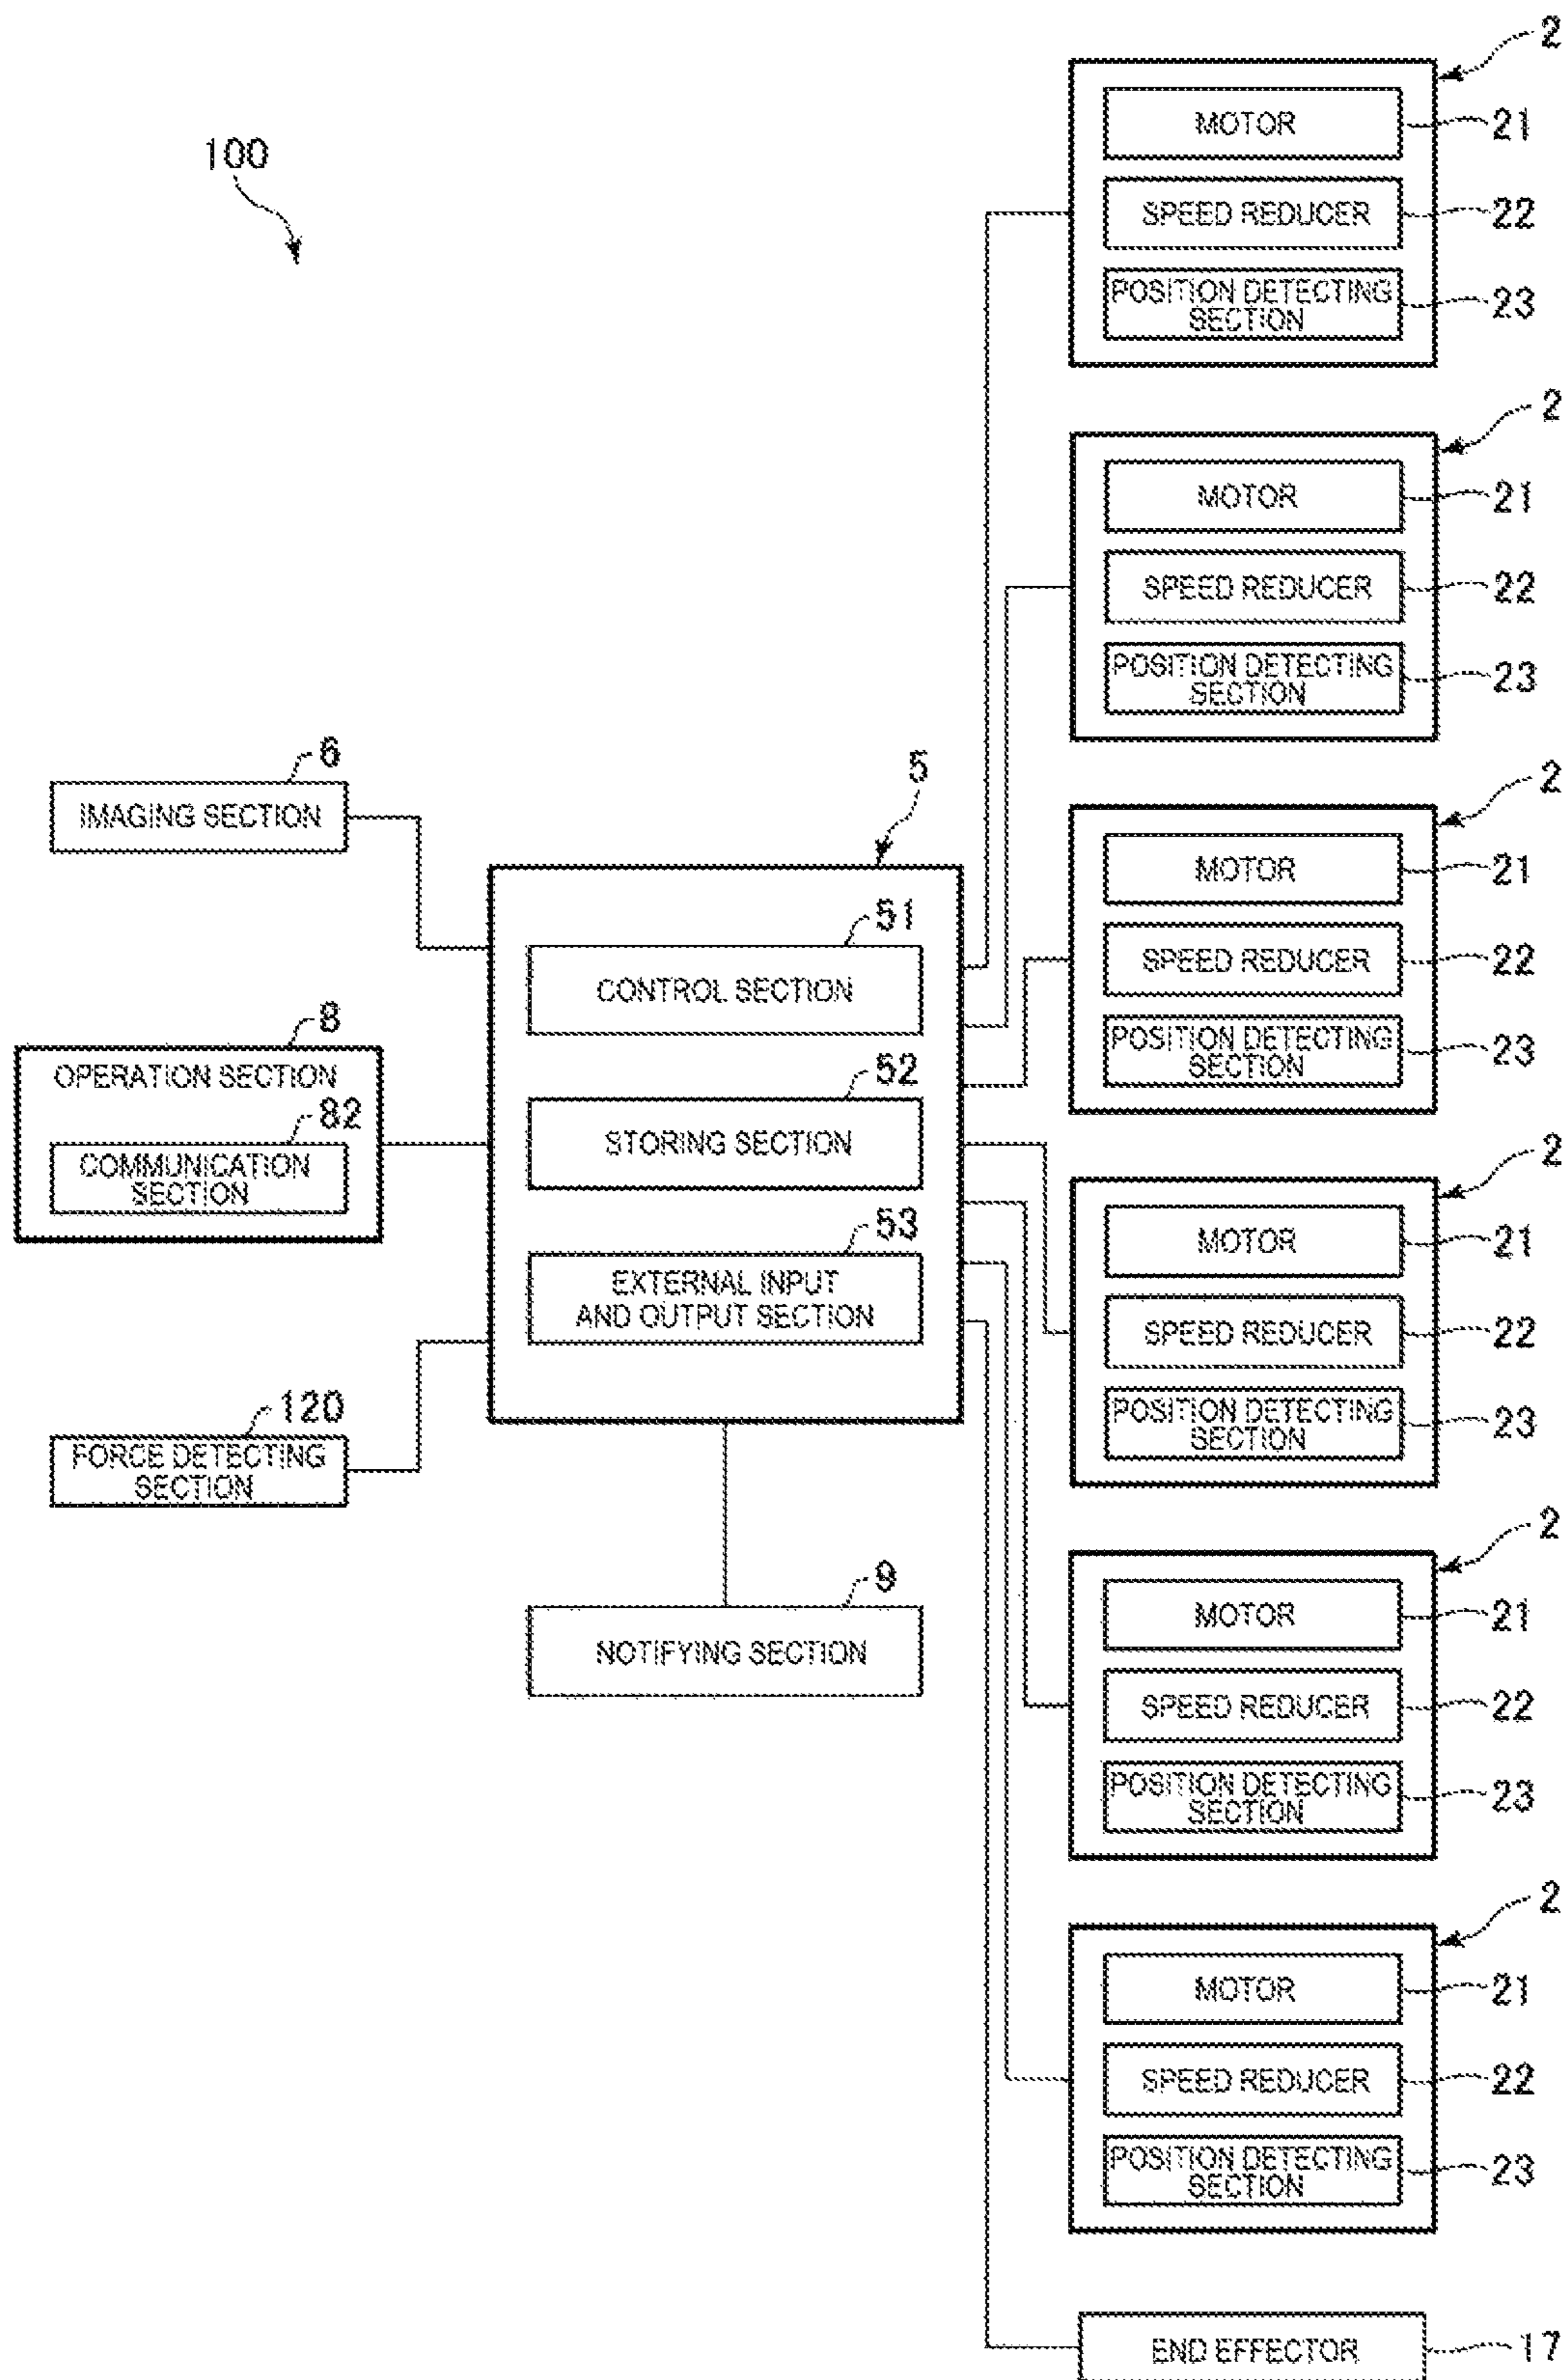 100
6
IMAGING SECTION
8
OPERATION SECTION
82
COMMUNICATION
SECTION
120
FORCE DETECTING
SECTION
5
51
CONTROL SECTION
52
STORING SECTION
53
EXTERNAL INPUT
AND OUTPUT SECTION
9
NOTIFYING SECTION
2
MOTOR
21
SPEED REDUCER
22
POSITION DETECTING
SECTION
23
2
MOTOR
21
SPEED REDUCER
22
POSITION DETECTING
SECTION
23
2
MOTOR
21
SPEED REDUCER
22
POSITION DETECTING
SECTION
23
2
MOTOR
21
SPEED REDUCER
22
POSITION DETECTING
SECTION
23
2
MOTOR
21
SPEED REDUCER
22
POSITION DETECTING
SECTION
23
2
MOTOR
21
SPEED REDUCER
22
POSITION DETECTING
SECTION
23
END EFFECTOR
17